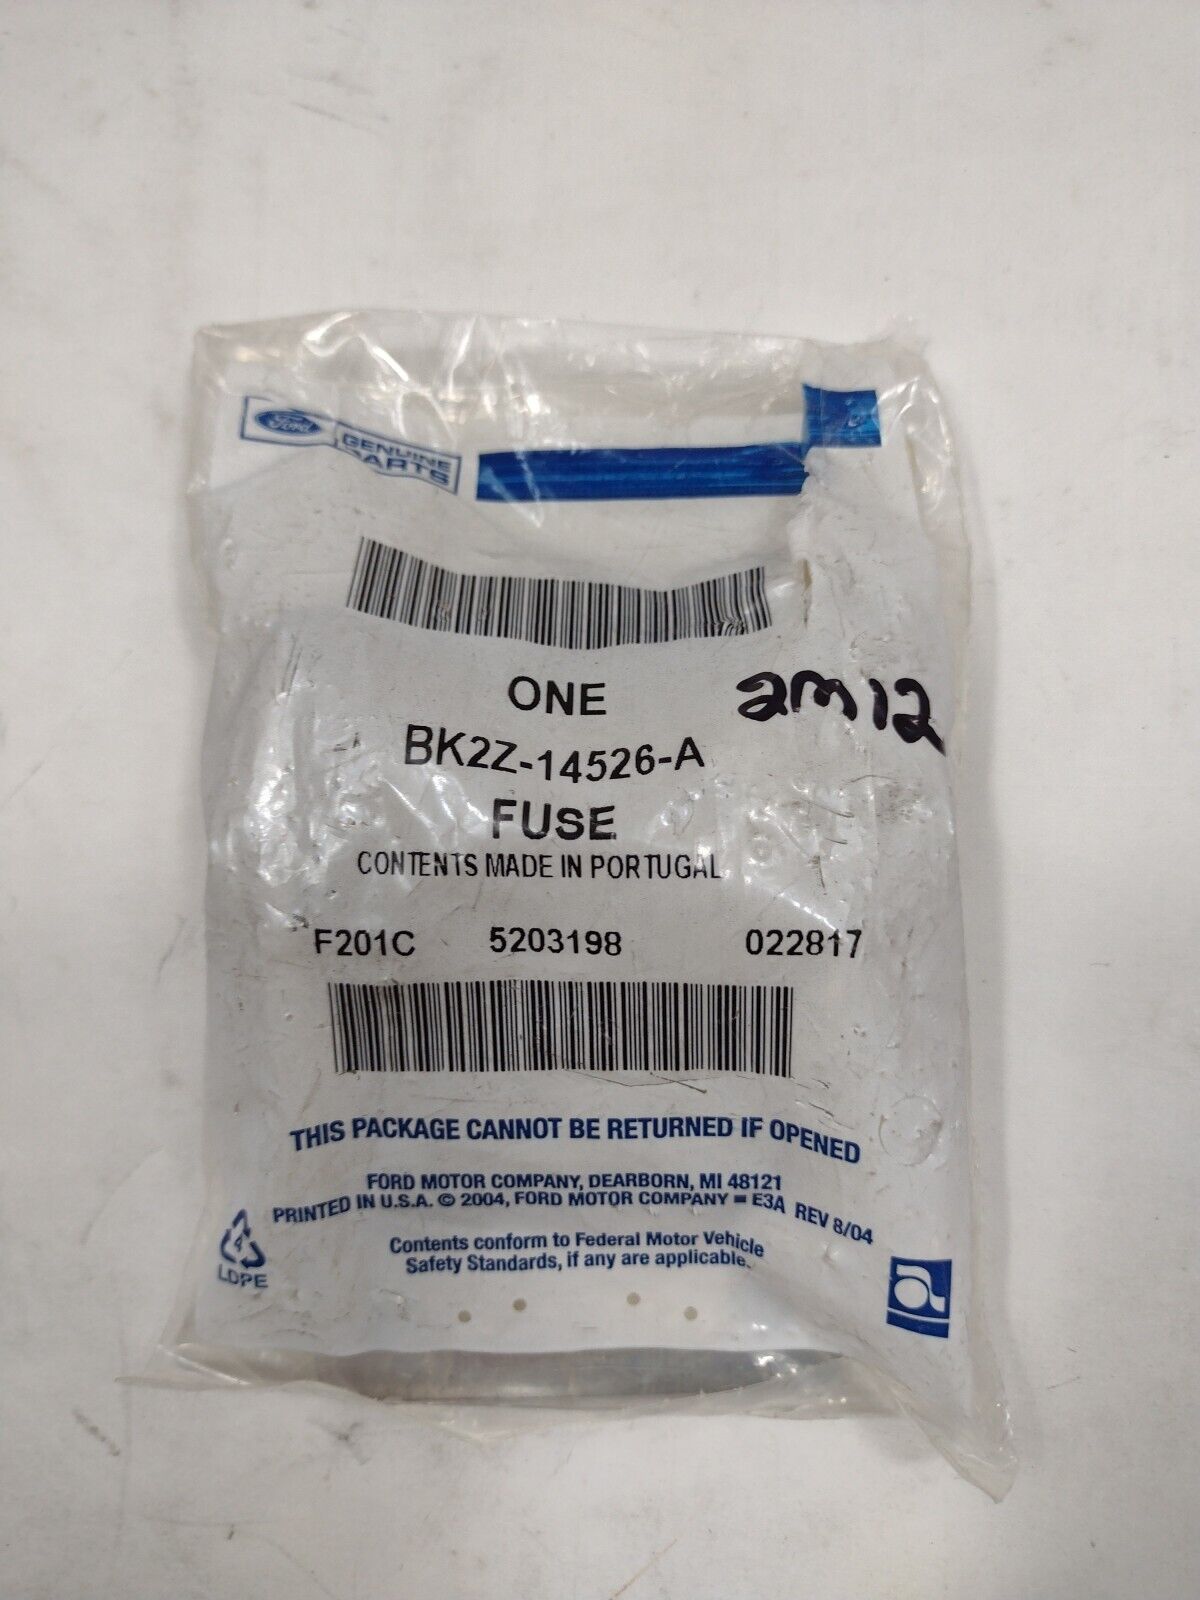 Ford
GENUINE
PARTS
ONE
2m12
BK2Z-14526-A
FUSE
CONTENTS MADE IN PORTUGAL
F201C 5203198 022817
THIS PACKAGE CANNOT BE RETURNED IF OPENED
FORD MOTOR COMPANY, DEARBORN, MI 48121
PRINTED IN U.S.A. © 2004, FORD MOTOR COMPANY – E3A REV 8/04
Contents conform to Federal Motor Vehicle
Safety Standards, if any are applicable.
4
LDPE
a